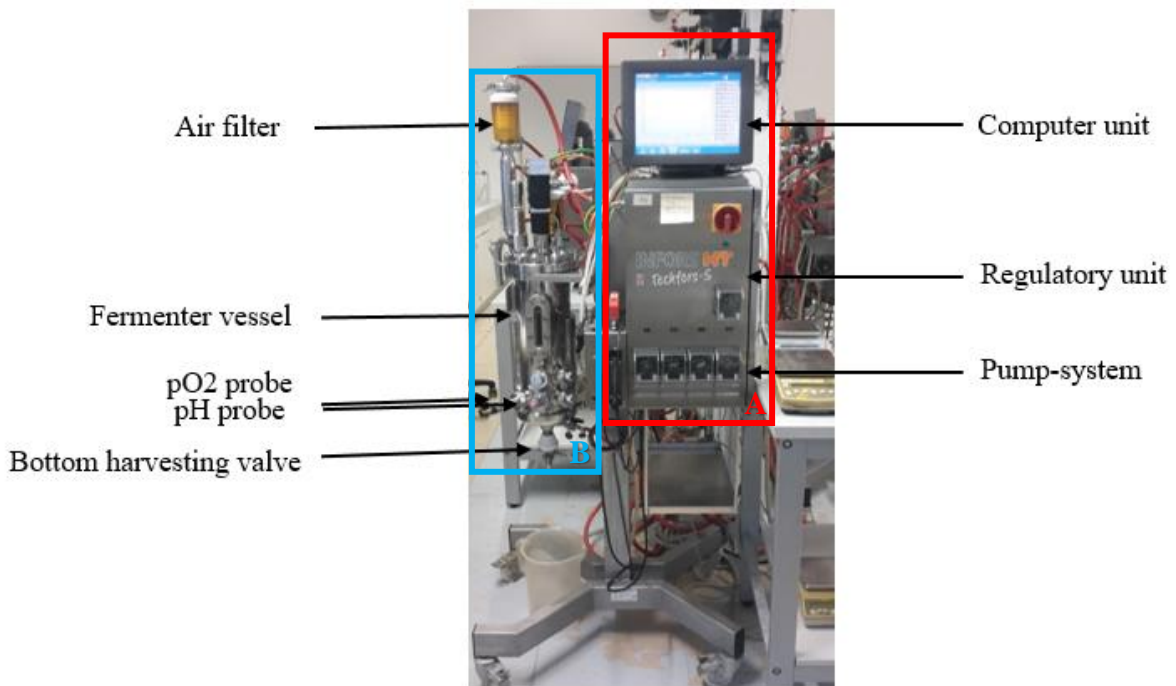 Air filter
Computer unit
INFORS HT
Techfors-S
Regulatory unit
Fermenter vessel
Pump-system
pO2 probe
pH probe
A
Bottom harvesting valve
B